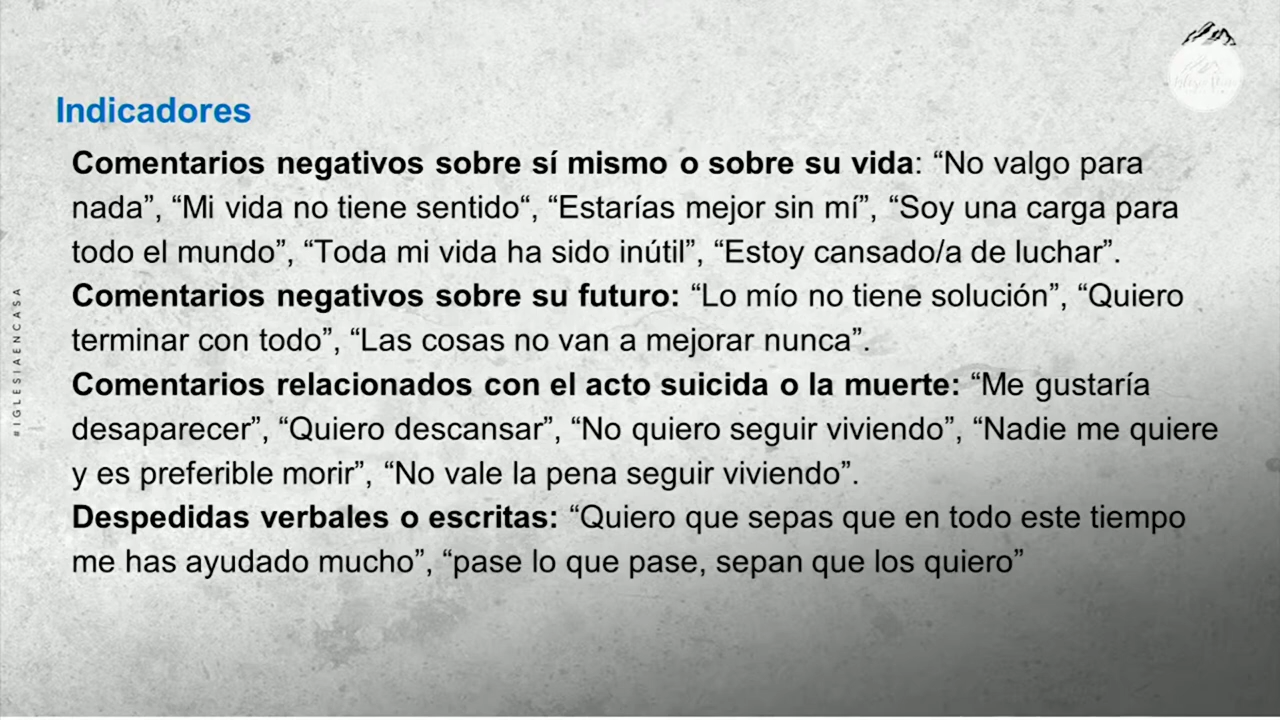 Indicadores
Comentarios negativos sobre sí mismo o sobre su vida: “No valgo para
nada”, “Mi vida no tiene sentido“, “Estarías mejor sin mí”, “Soy una carga para
todo el mundo”, “Toda mi vida ha sido inútil”, “Estoy cansado/a de luchar”.
Comentarios negativos sobre su futuro: “Lo mío no tiene solución”, “Quiero
terminar con todo”, “Las cosas no van a mejorar nunca”.
Comentarios relacionados con el acto suicida o la muerte: “Me gustaría
desaparecer”, “Quiero descansar”, “No quiero seguir viviendo”, “Nadie me quiere
y es preferible morir”, “No vale la pena seguir viviendo”.
Despedidas verbales o escritas: “Quiero que sepas que en todo este tiempo
me has ayudado mucho”, “pase lo que pase, sepan que los quiero”
#IGLESIAENCASA